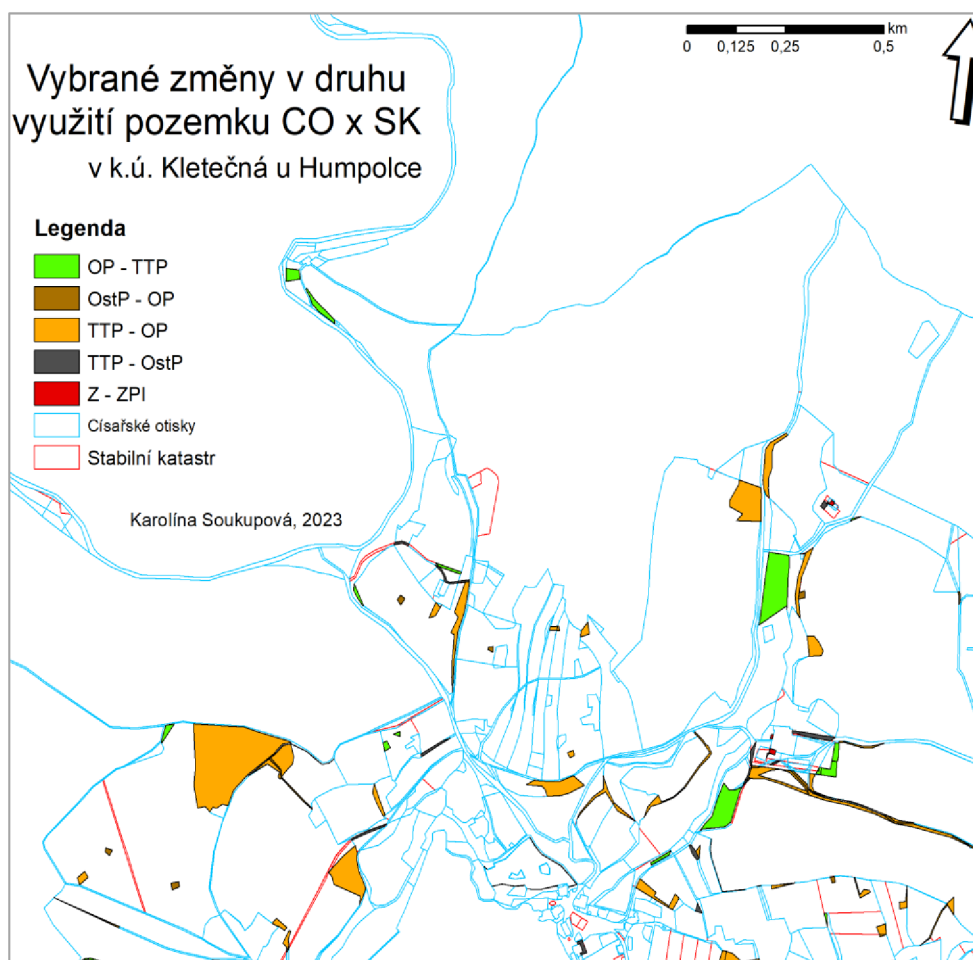 km
0 0,125 0,25 0,5
Vybrané změny v druhu
využití pozemku CO x SK
v k.ú. Kletečná u Humpolce
Legenda
OP - TTP
OstP - OP
TTP - OP
TTP - OstP
Z - ZPl
Císařské otisky
Stabilní katastr
Karolína Soukupová, 2023